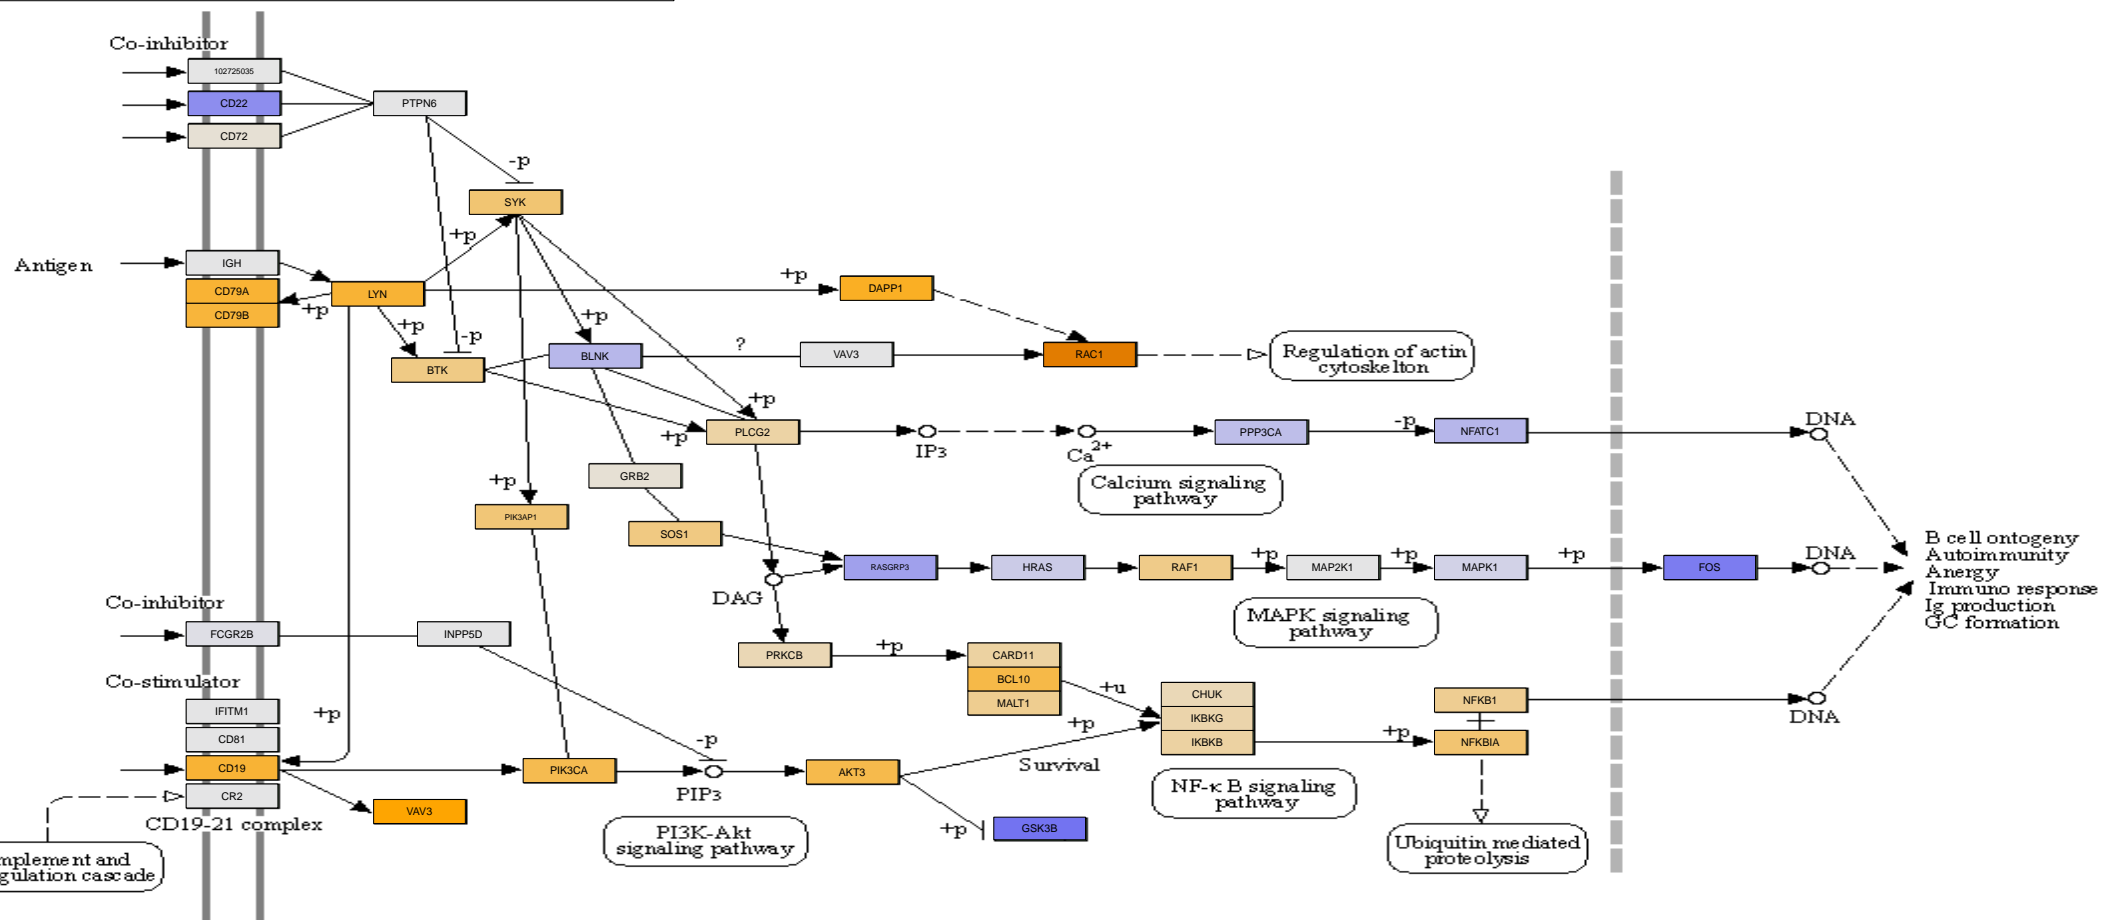 Co-inhibitor
102725035
CD22
PTPN6
CD72
-p
SYK
+p
Antigen
IGH
CD79A
LYN
+p
DAPP1
CD79B
+p
+p
-p
+p
BTK
BLNK
?
VAV3
RAC1
Regulation of actin
cytoskelton
+p
+p
PLCG2
IP3
Ca2+
PPP3CA
-p
NFATC1
DNA
Calcium signaling
pathway
GRB2
+p
PIK3AP1
SOS1
RASGRP3
HRAS
RAF1
+p
MAP2K1
+p
MAPK1
+p
FOS
DNA
B cell ontogeny
Autoimmunity
Anergy
Immuno response
Ig production
GC formation
DAG
MAPK signaling
pathway
Co-inhibitor
FCGR2B
INPP5D
PRKCB
+p
CARD11
BCL10
MALT1
+u
+p
CHUK
IKBKG
IKBKB
+p
NFKB1
NFKBIA
DNA
Co-stimulator
IFITM1
+p
CD81
CD19
CR2
CD19-21 complex
-p
PIK3CA
PIP3
AKT3
Survival
VAV3
+p
GSK3B
PI3K-Akt
signaling pathway
NF-κ B signaling
pathway
Ubiquitin mediated
proteolysis
mplement and
gulation cascade